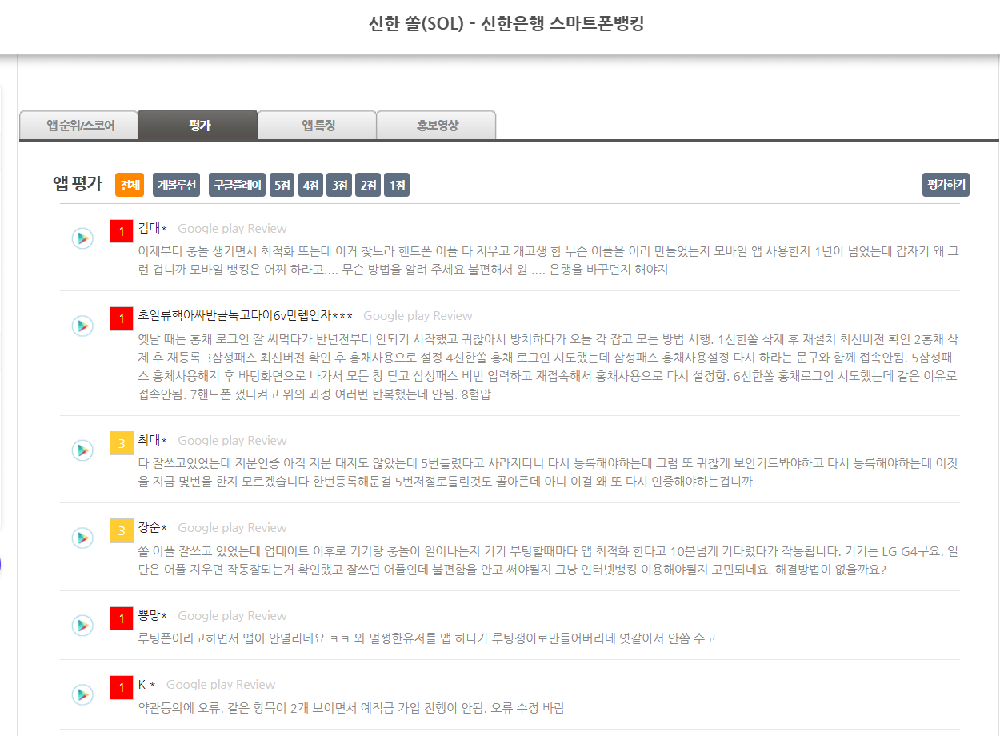 신한 쏠(SOL) - 신한은행 스마트폰뱅킹
앱 순위/스코어 평가 앱 특징 홍보영상
앱 평가 전체 게볼루션 구글플레이 5점 4점 3점 2점 1점 평가하기
1 김대* Google play Review
어제부터 충돌 생기면서 최적화 뜨는데 이거 찾느라 핸드폰 어플 다 지우고 개고생 함 무슨 어플을 이리 만들었는지 모바일 앱 사용한지 1년이 넘었는데 갑자기 왜 그
런 겁니까 모바일 뱅킹은 어찌 하라고.... 무슨 방법을 알려 주세요 불편해서 원 .... 은행을 바꾸던지 해야지
1 초일류핵아싸반골독고다이6v만렙인자*** Google play Review
옛날 때는 홍채 로그인 잘 써먹다가 반년전부터 안되기 시작했고 귀찮아서 방치하다가 오늘 각 잡고 모든 방법 시행. 1신한쏠 삭제 후 재설치 최신버전 확인 2홍채 삭
제 후 재등록 3삼성패스 최신버전 확인 후 홍채사용으로 설정 4신한쏠 홍채 로그인 시도했는데 삼성패스 홍채사용설정 다시 하라는 문구와 함께 접속안됨. 5삼성패
스 홍체사용해지 후 바탕화면으로 나가서 모든 창 닫고 삼성패스 비번 입력하고 재접속해서 홍채사용으로 다시 설정함. 6신한쏠 홍채로그인 시도했는데 같은 이유로
접속안됨. 7핸드폰 껐다켜고 위의 과정 여러번 반복했는데 안됨. 8혈압
3 최대* Google play Review
다 잘쓰고있었는데 지문인증 아직 지문 대지도 않았는데 5번틀렸다고 사라지더니 다시 등록해야하는데 그럼 또 귀찮게 보안카드봐야하고 다시 등록해야하는데 이짓
을 지금 몇번을 한지 모르겠습니다 한번등록해둔걸 5번저절로틀린것도 골아픈데 아니 이걸 왜 또 다시 인증해야하는겁니까
3 장순* Google play Review
쏠 어플 잘쓰고 있었는데 업데이트 이후로 기기랑 충돌이 일어나는지 기기 부팅할때마다 앱 최적화 한다고 10분넘게 기다렸다가 작동됩니다. 기기는 LG G4구요. 일
단은 어플 지우면 작동잘되는거 확인했고 잘쓰던 어플인데 불편함을 안고 써야될지 그냥 인터넷뱅킹 이용해야될지 고민되네요. 해결방법이 없을까요?
1 뿅망* Google play Review
루팅폰이라고하면서 앱이 안열리네요 ㅋㅋ 와 멀쩡한유저를 앱 하나가 루팅쟁이로만들어버리네 엿같아서 안씀 수고
1 K * Google play Review
약관동의에 오류. 같은 항목이 2개 보이면서 예적금 가입 진행이 안됨. 오류 수정 바람